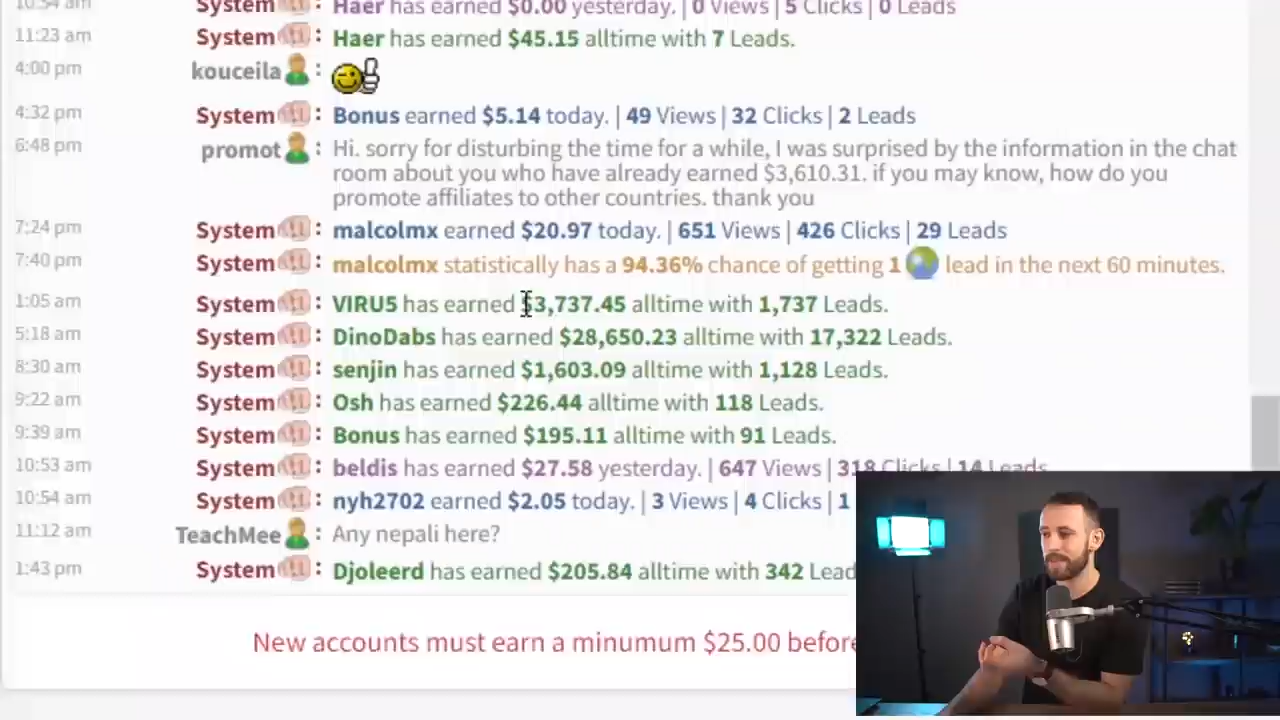 10:54 am System : Haer has earned $0.00 yesterday. | 0 Views | 5 Clicks | 0 Leads
11:23 am System : Haer has earned $45.15 alltime with 7 Leads.
4:00 pm kouceila :
4:32 pm System : Bonus earned $5.14 today. | 49 Views | 32 Clicks | 2 Leads
6:48 pm promot : Hi. sorry for disturbing the time for a while, I was surprised by the information in the chat
room about you who have already earned $3,610.31. if you may know, how do you
promote affiliates to other countries. thank you
7:24 pm System : malcolmx earned $20.97 today. | 651 Views | 426 Clicks | 29 Leads
7:40 pm System : malcolmx statistically has a 94.36% chance of getting 1 lead in the next 60 minutes.
1:05 am System : VIRU5 has earned $3,737.45 alltime with 1,737 Leads.
5:18 am System : DinoDabs has earned $28,650.23 alltime with 17,322 Leads.
8:30 am System : senjin has earned $1,603.09 alltime with 1,128 Leads.
9:22 am System : Osh has earned $226.44 alltime with 118 Leads.
9:39 am System : Bonus has earned $195.11 alltime with 91 Leads.
10:53 am System : beldis has earned $27.58 yesterday. | 647 Views | 318 Clicks | 14 Leads
10:54 am System : nyh2702 earned $2.05 today. | 3 Views | 4 Clicks | 1
11:12 am TeachMee : Any nepali here?
1:43 pm System : Djoleerd has earned $205.84 alltime with 342 Lead
New accounts must earn a minumum $25.00 before